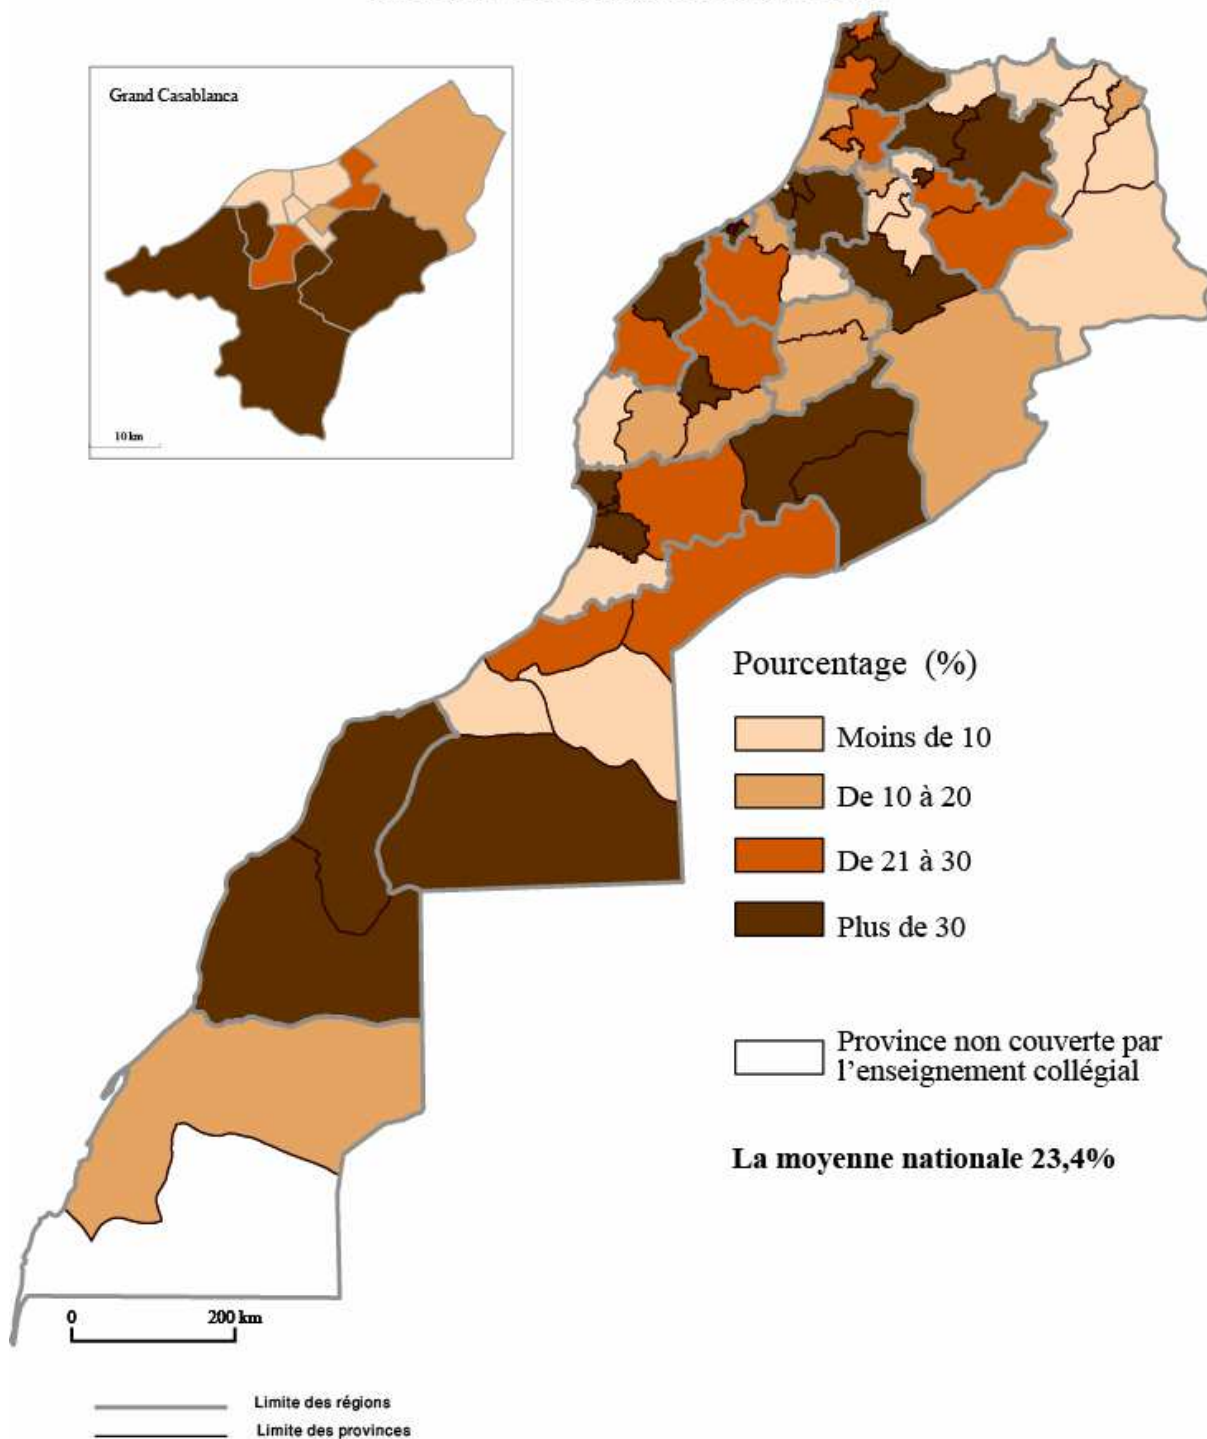 Grand Casablanca
10 km
Pourcentage (%)
Moins de 10
De 10 à 20
De 21 à 30
Plus de 30
Province non couverte par
l’enseignement collégial
La moyenne nationale 23,4%
0 200 km
Limite des régions
Limite des provinces